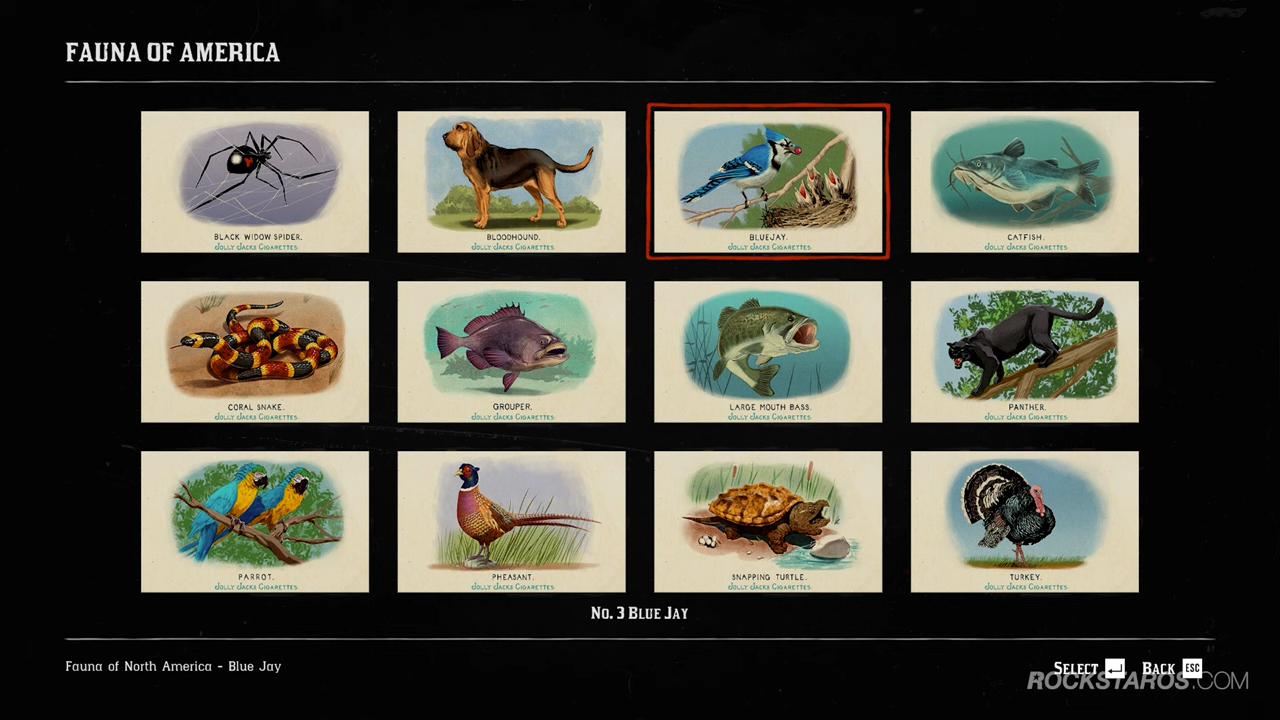 FAUNA OF AMERICA
BLACK WIDOW SPIDER.
JOLLY JACKS CIGARETTES.
BLOODHOUND.
JOLLY JACKS CIGARETTES.
BLUEJAY.
JOLLY JACKS CIGARETTES.
CATFISH.
JOLLY JACKS CIGARETTES.
CORAL SNAKE.
JOLLY JACKS CIGARETTES.
GROUPER.
JOLLY JACKS CIGARETTES.
LARGE MOUTH BASS.
JOLLY JACKS CIGARETTES.
PANTHER.
JOLLY JACKS CIGARETTES.
PARROT.
JOLLY JACKS CIGARETTES.
PHEASANT.
JOLLY JACKS CIGARETTES.
SNAPPING TURTLE.
JOLLY JACKS CIGARETTES.
TURKEY.
JOLLY JACKS CIGARETTES.
No. 3 Blue Jay
Fauna of North America - Blue Jay
Select Back ESC
ROCKSTAROS.COM